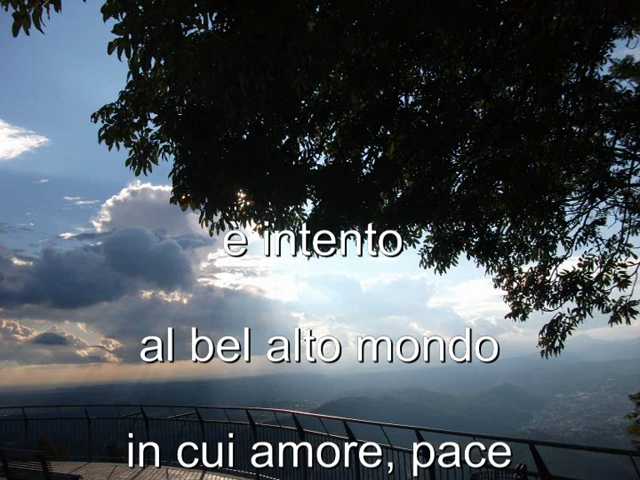 è intento
al bel alto mondo
in cui amore, pace